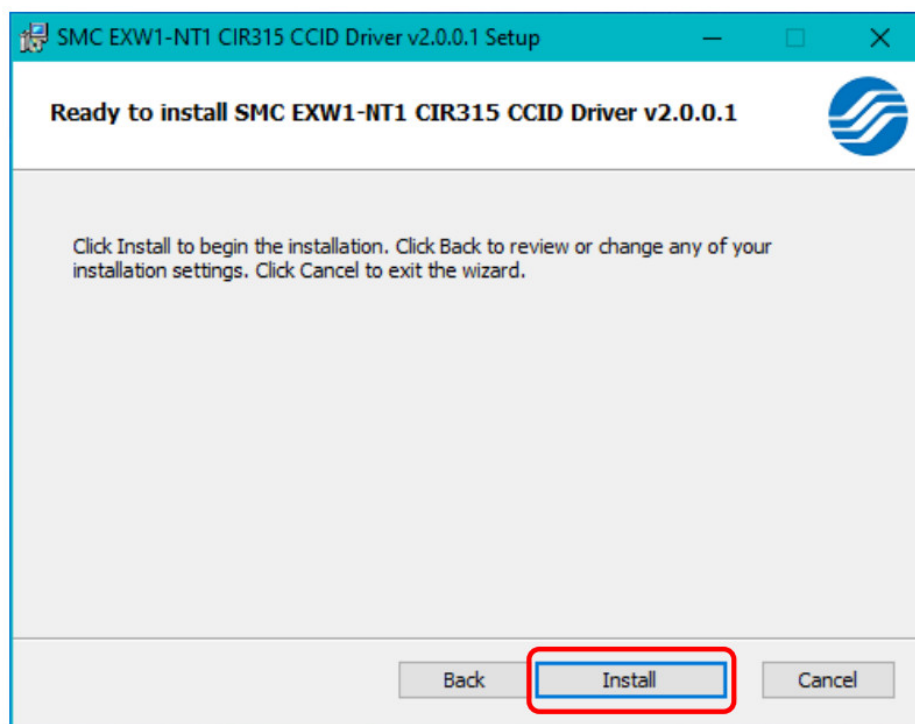 SMC EXW1-NT1 CIR315 CCID Driver v2.0.0.1 Setup
Ready to install SMC EXW1-NT1 CIR315 CCID Driver v2.0.0.1
Click Install to begin the installation. Click Back to review or change any of your
installation settings. Click Cancel to exit the wizard.
Back Install Cancel